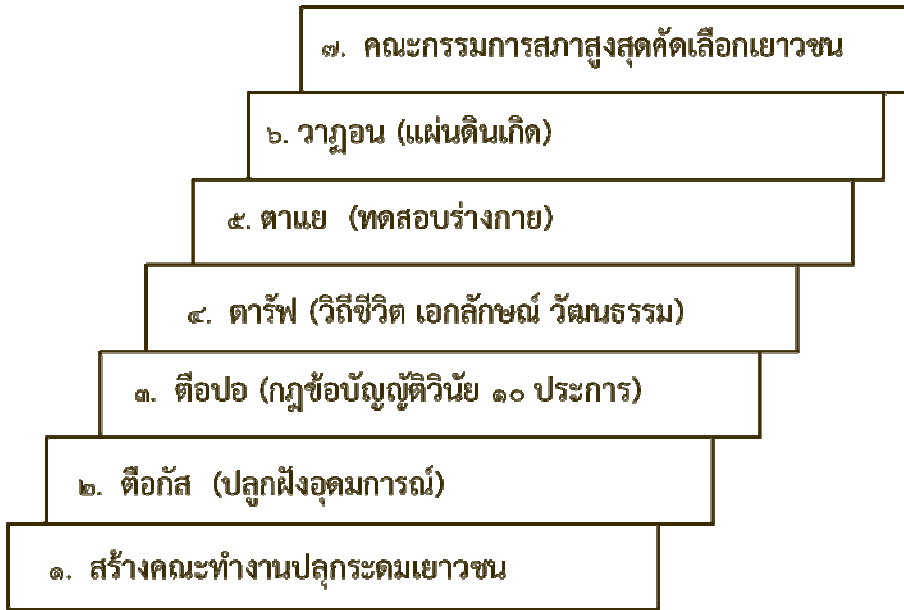 ๗. คณะกรรมการสภาสูงสุดคัดเลือกเยาวชน
๖. วาฏอน (แผ่นดินเกิด)
๕. ตาแย (ทดสอบร่างกาย)
๔. ตารัฟ (วิถีชีวิต เอกลักษณ์ วัฒนธรรม)
๓. ตือปอ (กฎข้อบัญญัติวินัย ๑๐ ประการ)
๒. ตือกัส (ปลูกฝังอุดมการณ์)
๑. สร้างคณะทำงานปลุกระดมเยาวชน